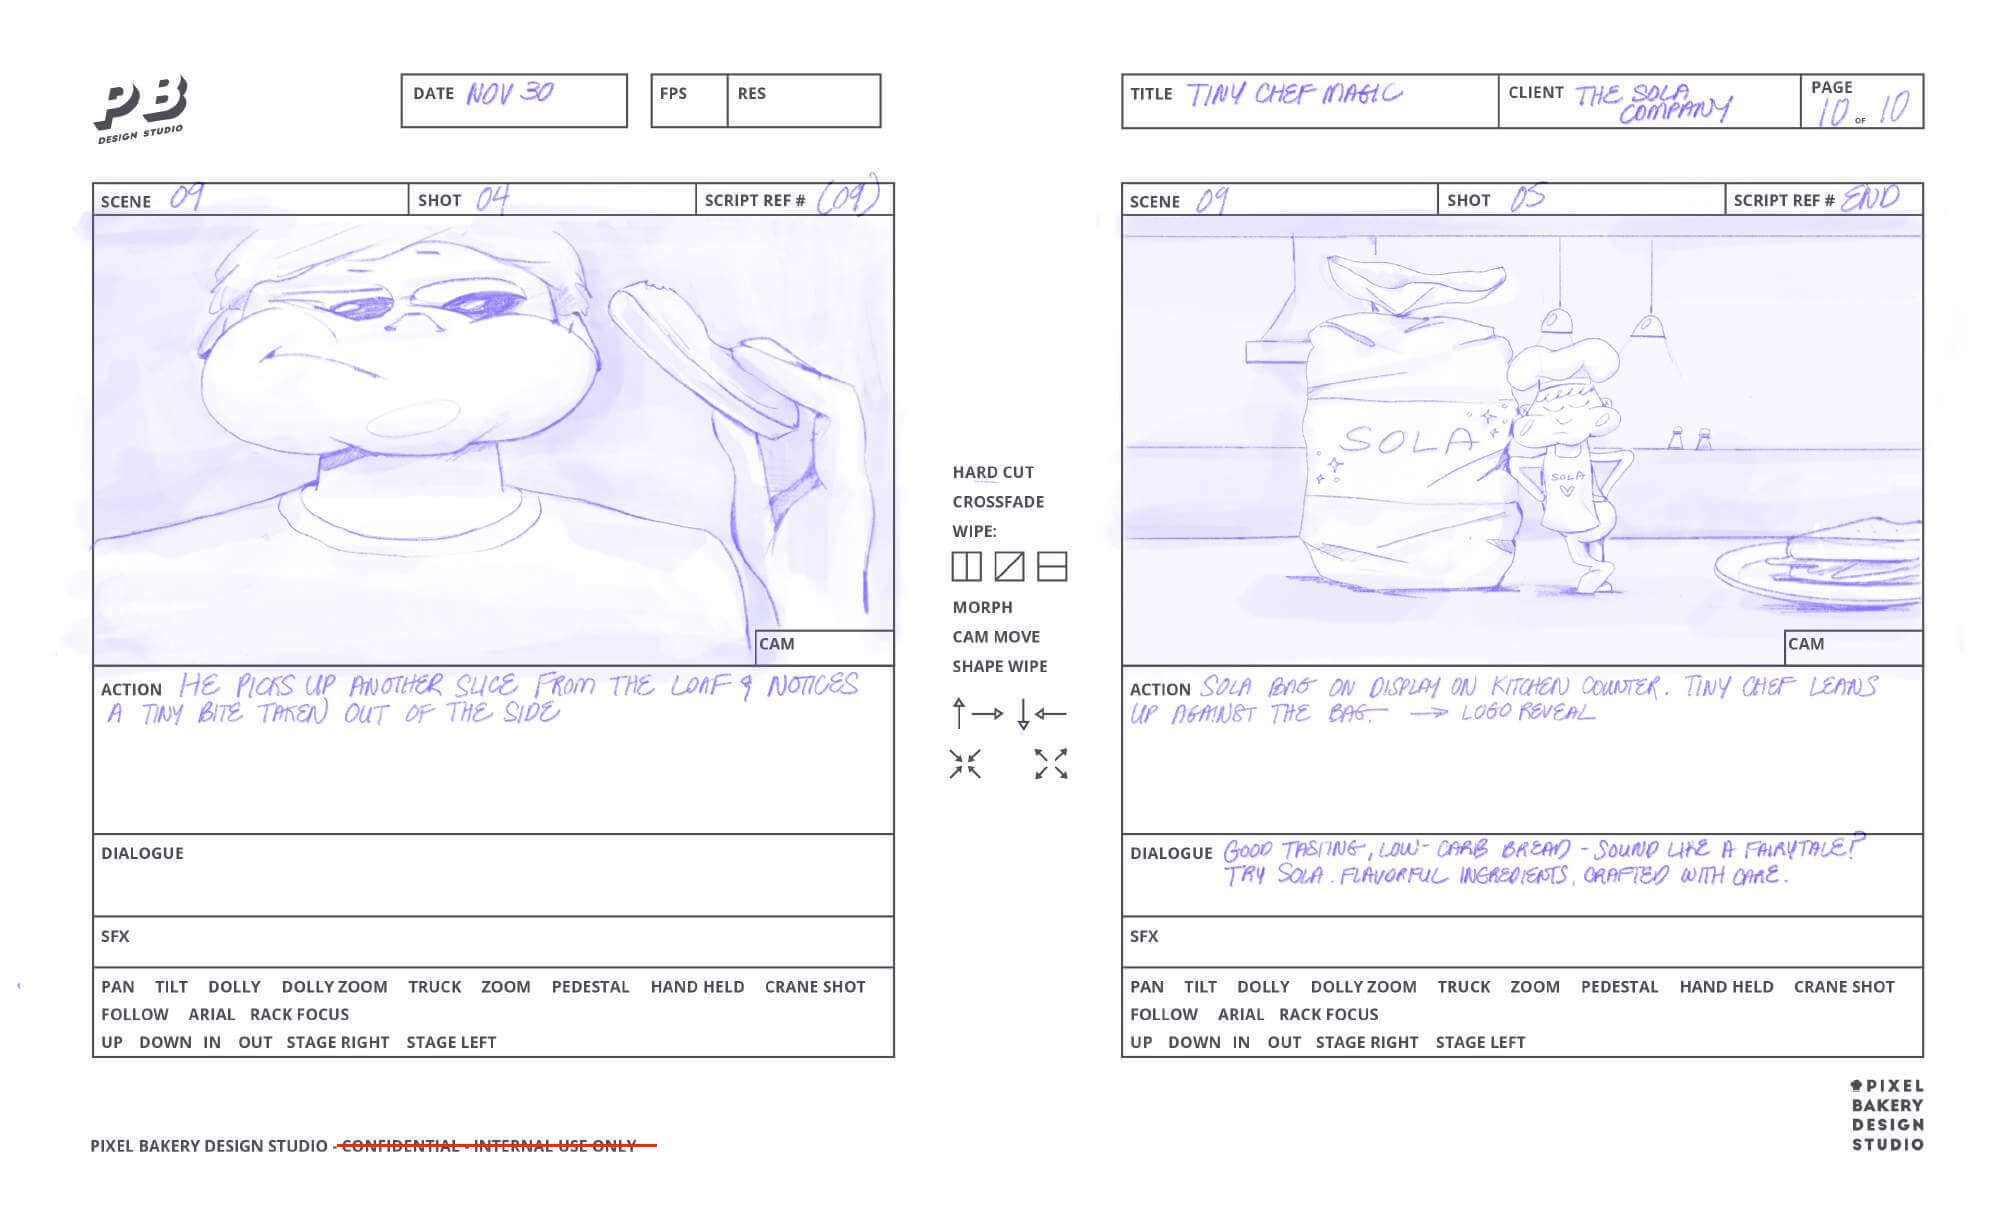 PB
DESIGN STUDIO
DATE NOV 30
FPS
RES
TITLE TINY CHEF MAGIC
CLIENT THE SOLA
COMPANY
PAGE
10 OF 10
SCENE 09
SHOT 04
SCRIPT REF # (09)
CAM
ACTION HE PICKS UP ANOTHER SLICE FROM THE LOAF & NOTICES
A TINY BITE TAKEN OUT OF THE SIDE
DIALOGUE
SFX
PAN TILT DOLLY DOLLY ZOOM TRUCK ZOOM PEDESTAL HAND HELD CRANE SHOT
FOLLOW ARIAL RACK FOCUS
UP DOWN IN OUT STAGE RIGHT STAGE LEFT
HARD CUT
CROSSFADE
WIPE:
MORPH
CAM MOVE
SHAPE WIPE
SCENE 09
SHOT 05
SCRIPT REF # END
SOLA
SOLA
CAM
ACTION SOLA BAG ON DISPLAY ON KITCHEN COUNTER. TINY CHEF LEANS
UP AGAINST THE BAG. → LOGO REVEAL
DIALOGUE GOOD TASTING, LOW-CARB BREAD - SOUND LIKE A FAIRYTALE?
TRY SOLA. FLAVORFUL INGREDIENTS, CRAFTED WITH CARE.
SFX
PAN TILT DOLLY DOLLY ZOOM TRUCK ZOOM PEDESTAL HAND HELD CRANE SHOT
FOLLOW ARIAL RACK FOCUS
UP DOWN IN OUT STAGE RIGHT STAGE LEFT
PIXEL BAKERY DESIGN STUDIO - CONFIDENTIAL - INTERNAL USE ONLY
PIXEL
BAKERY
DESIGN
STUDIO